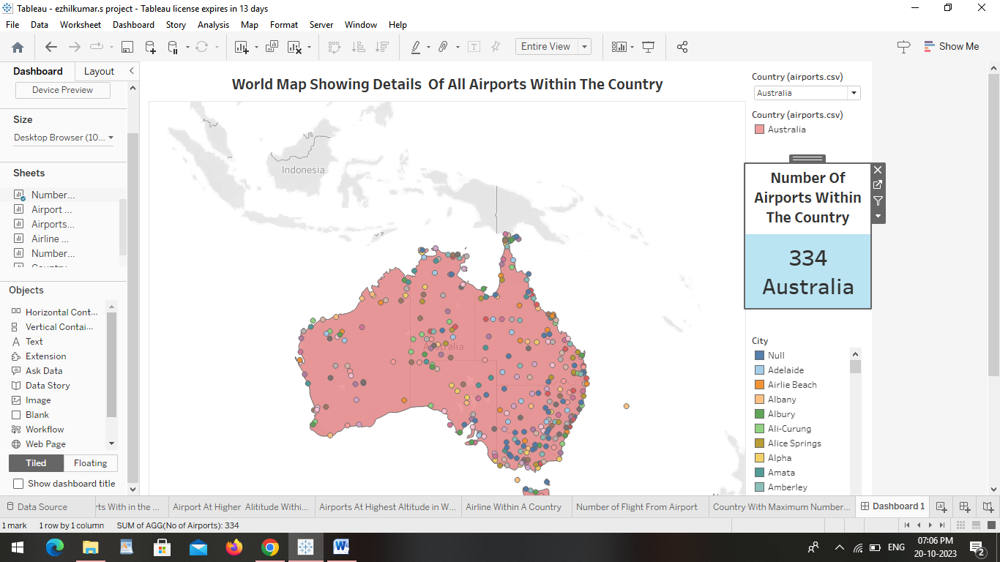 Tableau - ezhilkumar.s project - Tableau license expires in 13 days
File Data Worksheet Dashboard Story Analysis Map Format Server Window Help
Entire View
Show Me
Dashboard Layout
Device Preview
Size
Desktop Browser (10...
Sheets
Number...
Airport ...
Airports...
Airline ...
Number...
Objects
Horizontal Cont...
Vertical Contai...
Text
Extension
Ask Data
Data Story
Image
Blank
Workflow
Web Page
Tiled Floating
Show dashboard title
World Map Showing Details Of All Airports Within The Country
Indonesia
Australia
Country (airports.csv)
Australia
Country (airports.csv)
Australia
Number Of
Airports Within
The Country
334
Australia
City
Null
Adelaide
Airlie Beach
Albany
Albury
Ali-Curung
Alice Springs
Alpha
Amata
Amberley
Data Source
rts With in the ...
Airport At Higher Alititude Withi...
Airports At Highest Altitude in W...
Airline Within A Country
Number of Flight From Airport
Country With Maximum Number...
Dashboard 1
1 mark 1 row by 1 column SUM of AGG(No of Airports): 334
ENG
07:06 PM
20-10-2023
2